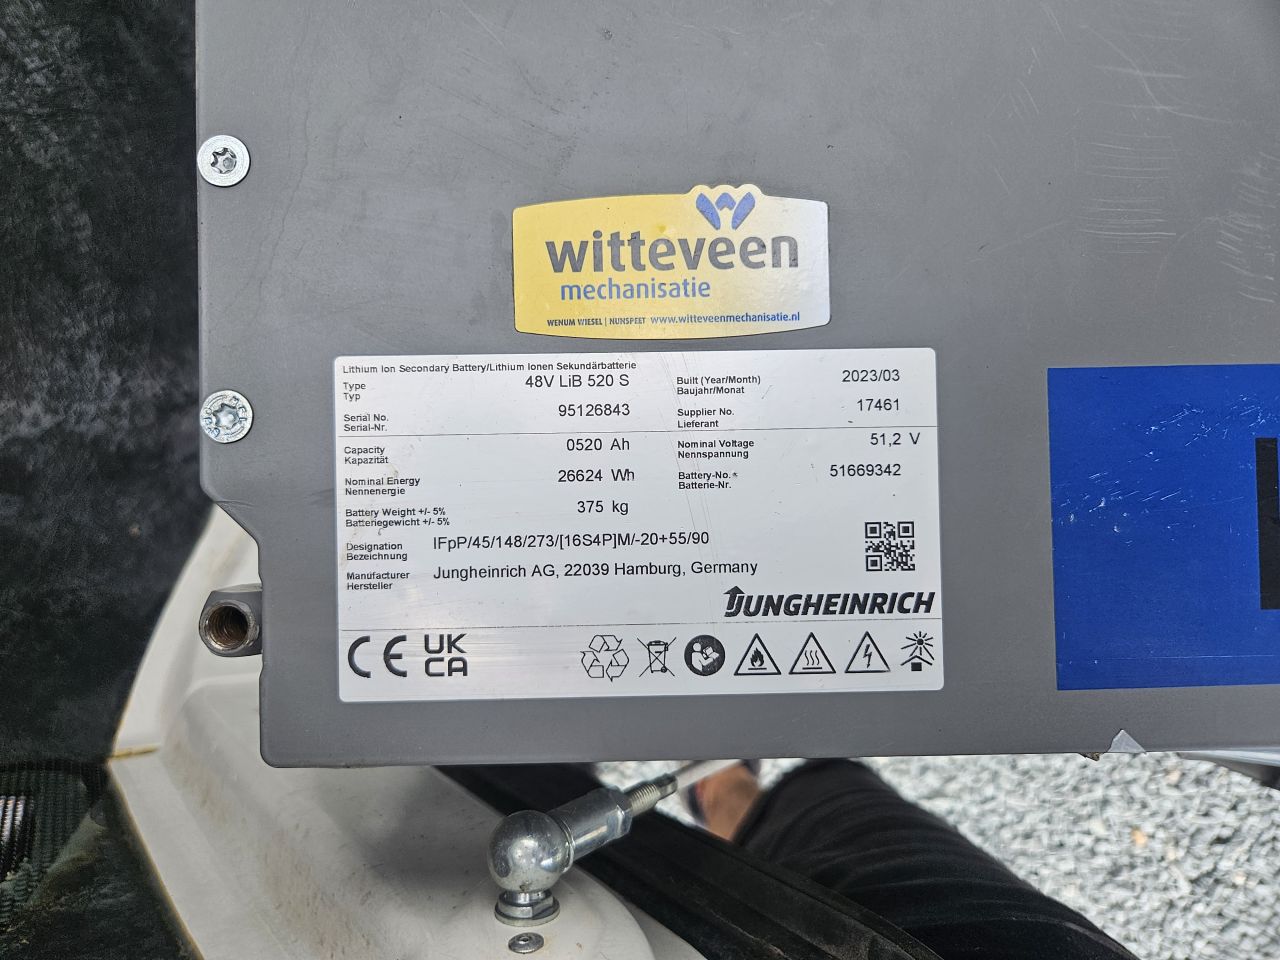 witteveen
mechanisatie
WENUM WIESEL | NUNSPEET www.witteveenmechanisatie.nl
Lithium Ion Secondary Battery/Lithium Ionen Sekundärbatterie
Type
Typ
48V LiB 520 S
Built (Year/Month)
Baujahr/Monat
2023/03
Serial No.
Serial-Nr.
95126843
Supplier No.
Lieferant
17461
Capacity
Kapazität
0520 Ah
Nominal Voltage
Nennspannung
51,2 V
Nominal Energy
Nennenergie
26624 Wh
Battery-No.*
Batterie-Nr.
51669342
Battery Weight +/- 5%
Batteriegewicht +/- 5%
375 kg
Designation
Bezeichnung
IFpP/45/148/273/[16S4P]M/-20+55/90
Manufacturer
Hersteller
Jungheinrich AG, 22039 Hamburg, Germany
JUNGHEINRICH
CE UK
CA